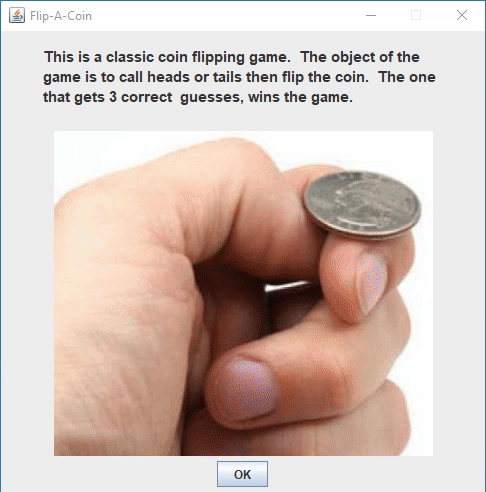 Flip-A-Coin
This is a classic coin flipping game.  The object of the
game is to call heads or tails then flip the coin.  The one
that gets 3 correct  guesses, wins the game.
OK